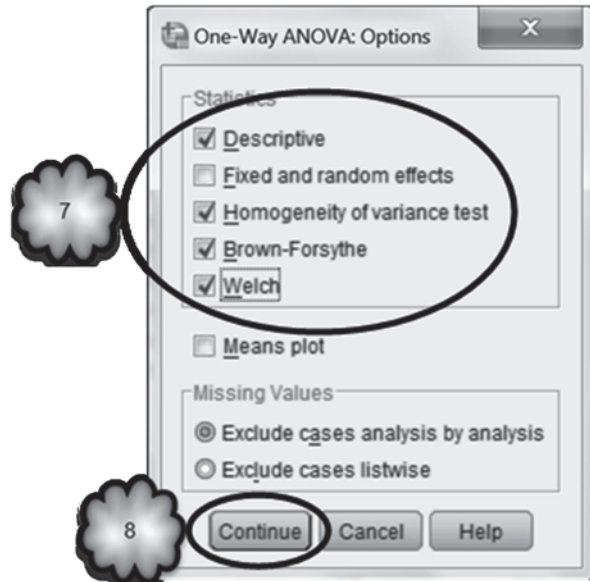 One-Way ANOVA: Options
X
Statistics
Descriptive
Fixed and random effects
7
Homogeneity of variance test
Brown-Forsythe
Welch
Means plot
Missing Values
Exclude cases analysis by analysis
Exclude cases listwise
8
Continue Cancel Help